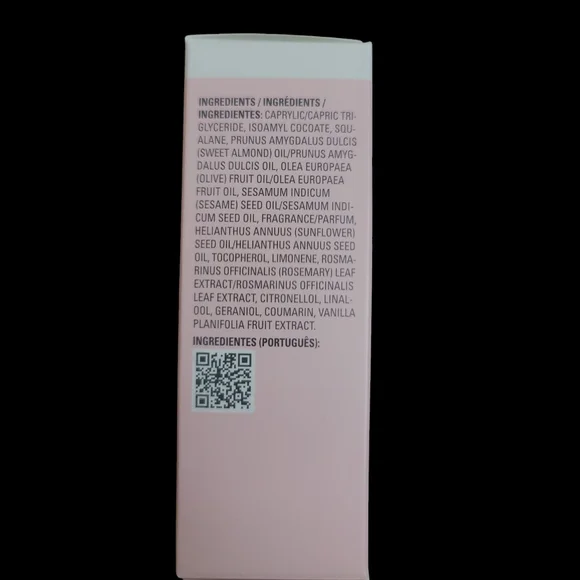 INGREDIENTS / INGRÉDIENTS /
INGREDIENTES: CAPRYLIC/CAPRIC TRI-
GLYCERIDE, ISOAMYL COCOATE, SQU-
ALANE, PRUNUS AMYGDALUS DULCIS
(SWEET ALMOND) OIL/PRUNUS AMYG-
DALUS DULCIS OIL, OLEA EUROPAEA
(OLIVE) FRUIT OIL/OLEA EUROPAEA
FRUIT OIL, SESAMUM INDICUM
(SESAME) SEED OIL/SESAMUM INDI-
CUM SEED OIL, FRAGRANCE/PARFUM,
HELIANTHUS ANNUUS (SUNFLOWER)
SEED OIL/HELIANTHUS ANNUUS SEED
OIL, TOCOPHEROL, LIMONENE, ROSMA-
RINUS OFFICINALIS (ROSEMARY) LEAF
EXTRACT/ROSMARINUS OFFICINALIS
LEAF EXTRACT, CITRONELLOL, LINAL-
OOL, GERANIOL, COUMARIN, VANILLA
PLANIFOLIA FRUIT EXTRACT.
INGREDIENTES (PORTUGUÊS):